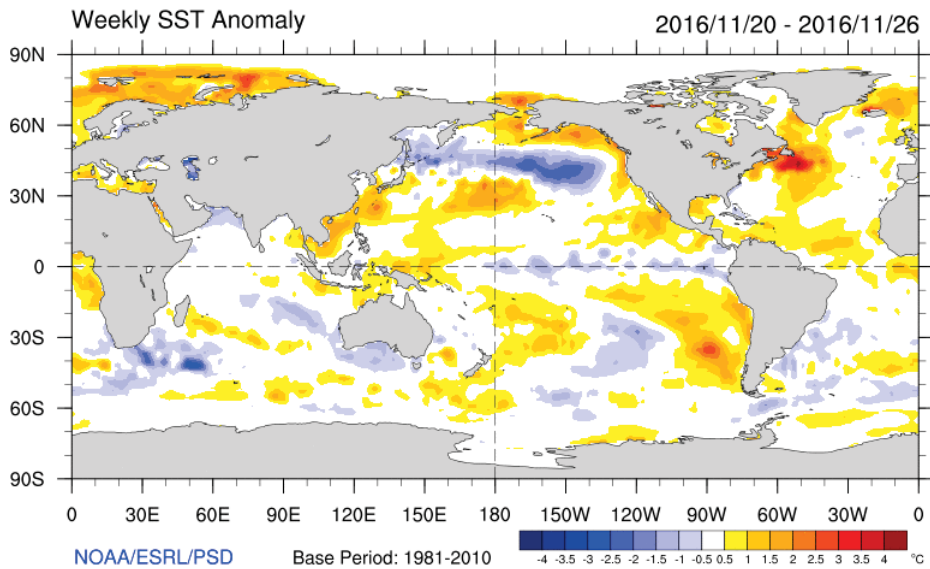 Weekly SST Anomaly 2016/11/20 - 2016/11/26
90N
60N
30N
0
30S
60S
90S
0 30E 60E 90E 120E 150E 180 150W 120W 90W 60W 30W 0
NOAA/ESRL/PSD Base Period: 1981-2010
-4 -3.5 -3 -2.5 -2 -1.5 -1 -0.5 0.5 1 1.5 2 2.5 3 3.5 4 °C